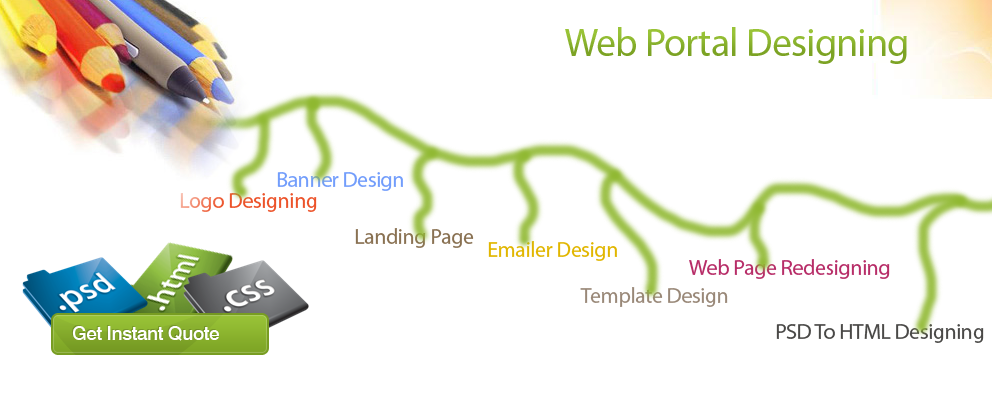 Web Portal Designing
Banner Design
Logo Designing
Landing Page
Emailer Design
Web Page Redesigning
Template Design
PSD To HTML Designing
.psd
.html
.css
Get Instant Quote